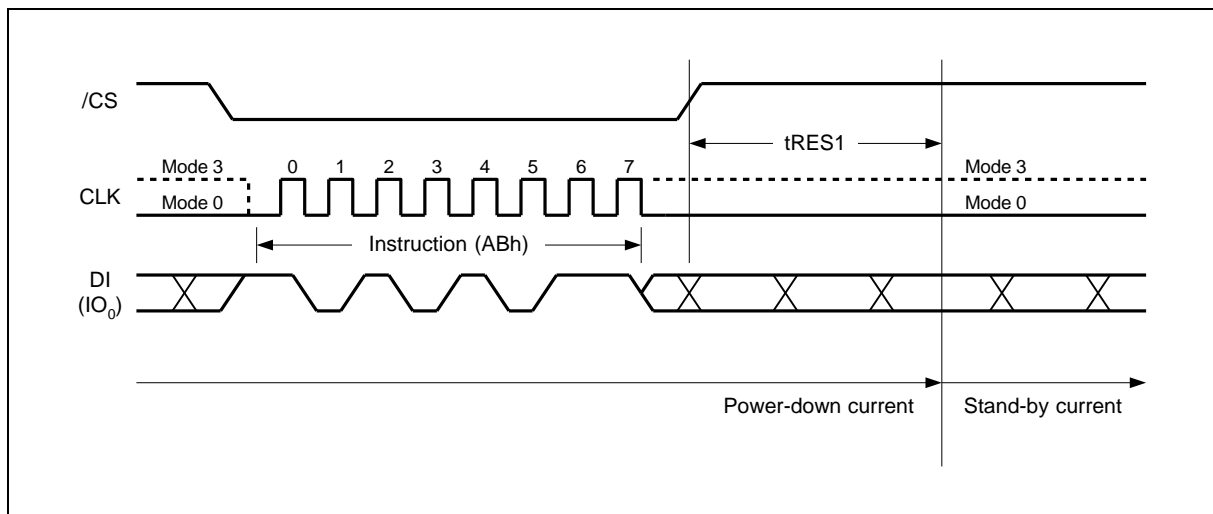 /CS
tRES1
Mode 3 0 1 2 3 4 5 6 7 Mode 3
CLK
Mode 0 Mode 0
Instruction (ABh)
DI
(IO0)
Power-down current Stand-by current